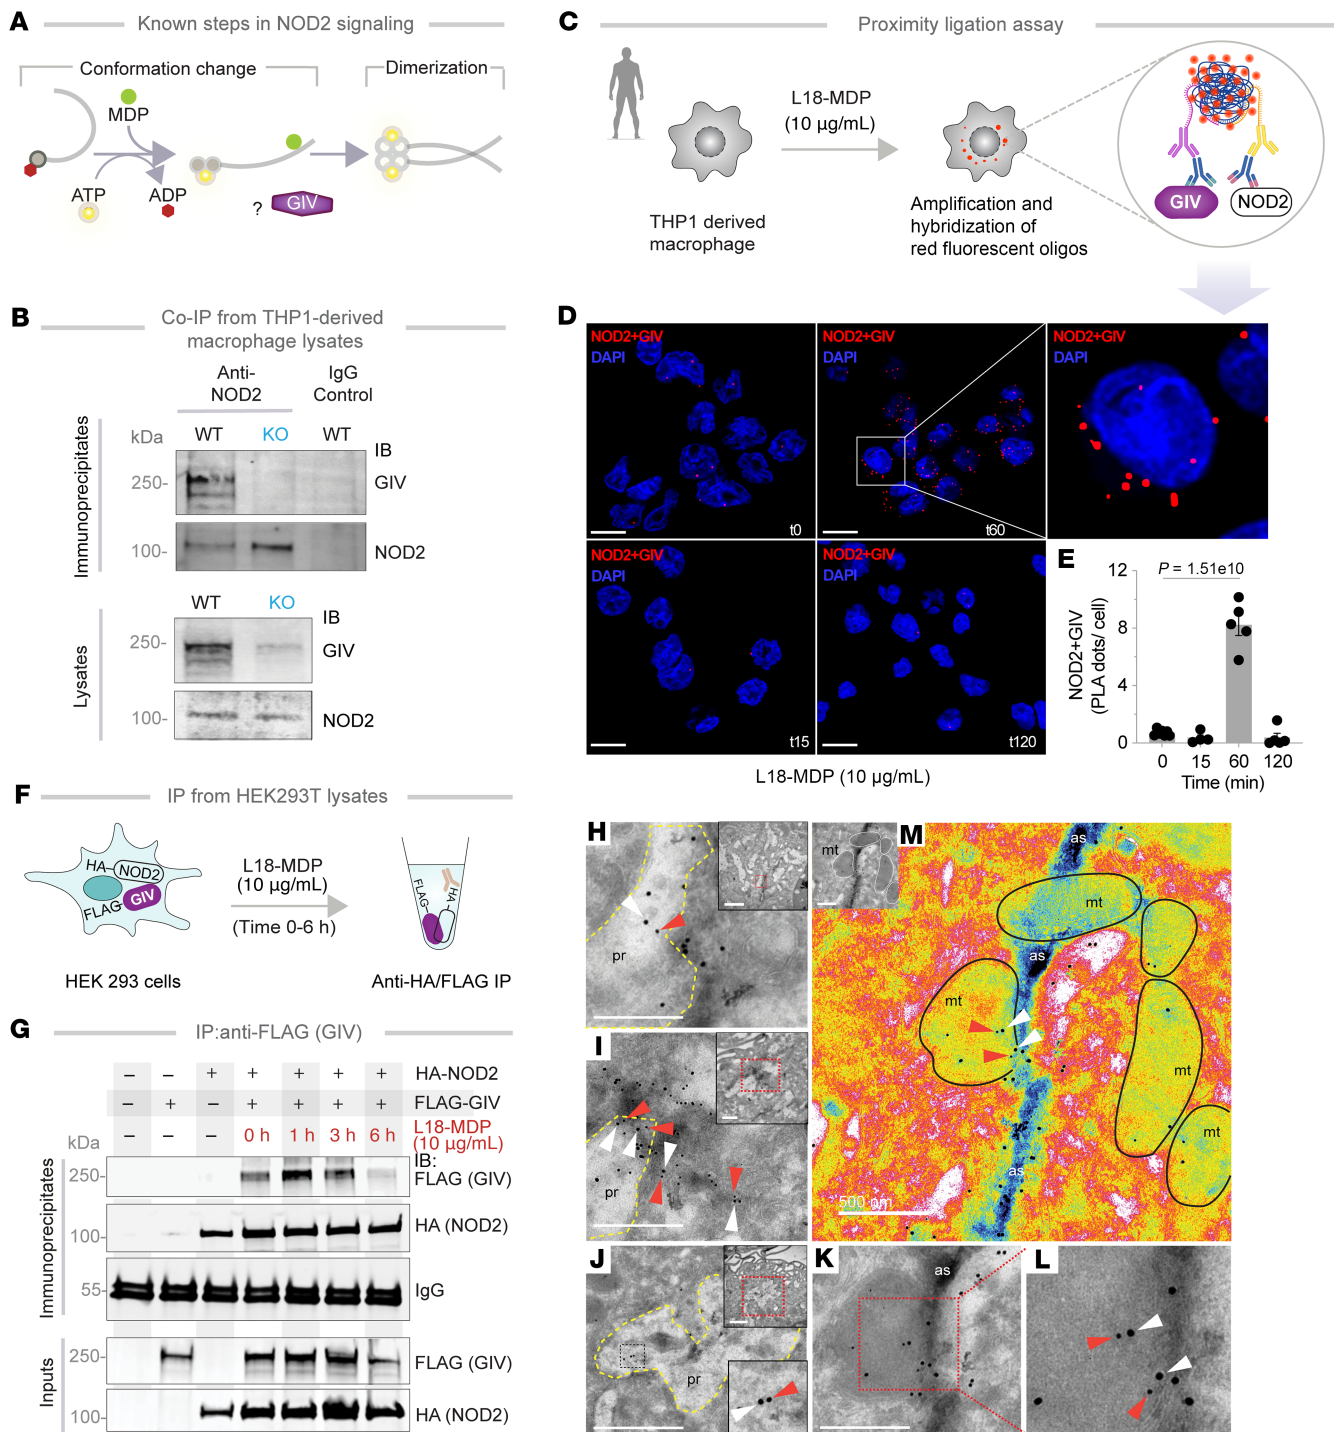 A
Known steps in NOD2 signaling
Conformation change
Dimerization
MDP
ATP
ADP
?
GIV
B
Co-IP from THP1-derived
macrophage lysates
Anti-
NOD2
IgG
Control
Immunoprecipitates
kDa
WT
KO
WT
IB
250-
GIV
100-
NOD2
Lysates
WT
KO
IB
250-
GIV
100-
NOD2
C
Proximity ligation assay
L18-MDP
(10 µg/mL)
THP1 derived
macrophage
Amplification and
hybridization of
red fluorescent oligos
GIV
NOD2
D
NOD2+GIV
DAPI
t0
NOD2+GIV
DAPI
t60
NOD2+GIV
DAPI
NOD2+GIV
DAPI
t15
NOD2+GIV
DAPI
t120
L18-MDP (10 µg/mL)
E
P = 1.51e10
NOD2+GIV
(PLA dots/ cell)
12
8
4
0
0
15
60
120
Time (min)
F
IP from HEK293T lysates
HA
NOD2
GIV
FLAG
L18-MDP
(10 µg/mL)
(Time 0-6 h)
FLAG
HA
HEK 293 cells
Anti-HA/FLAG IP
G
IP:anti-FLAG (GIV)
– – + + + + + HA-NOD2
– + – + + + + FLAG-GIV
– – – 0 h 1 h 3 h 6 h L18-MDP
(10 µg/mL)
kDa
IB:
Immunoprecipitates
250-
FLAG (GIV)
100-
HA (NOD2)
55-
IgG
Inputs
250-
FLAG (GIV)
100-
HA (NOD2)
H
pr
I
pr
J
pr
K
as
L
M
mt
as
mt
as
mt
mt
mt
as
500 nm